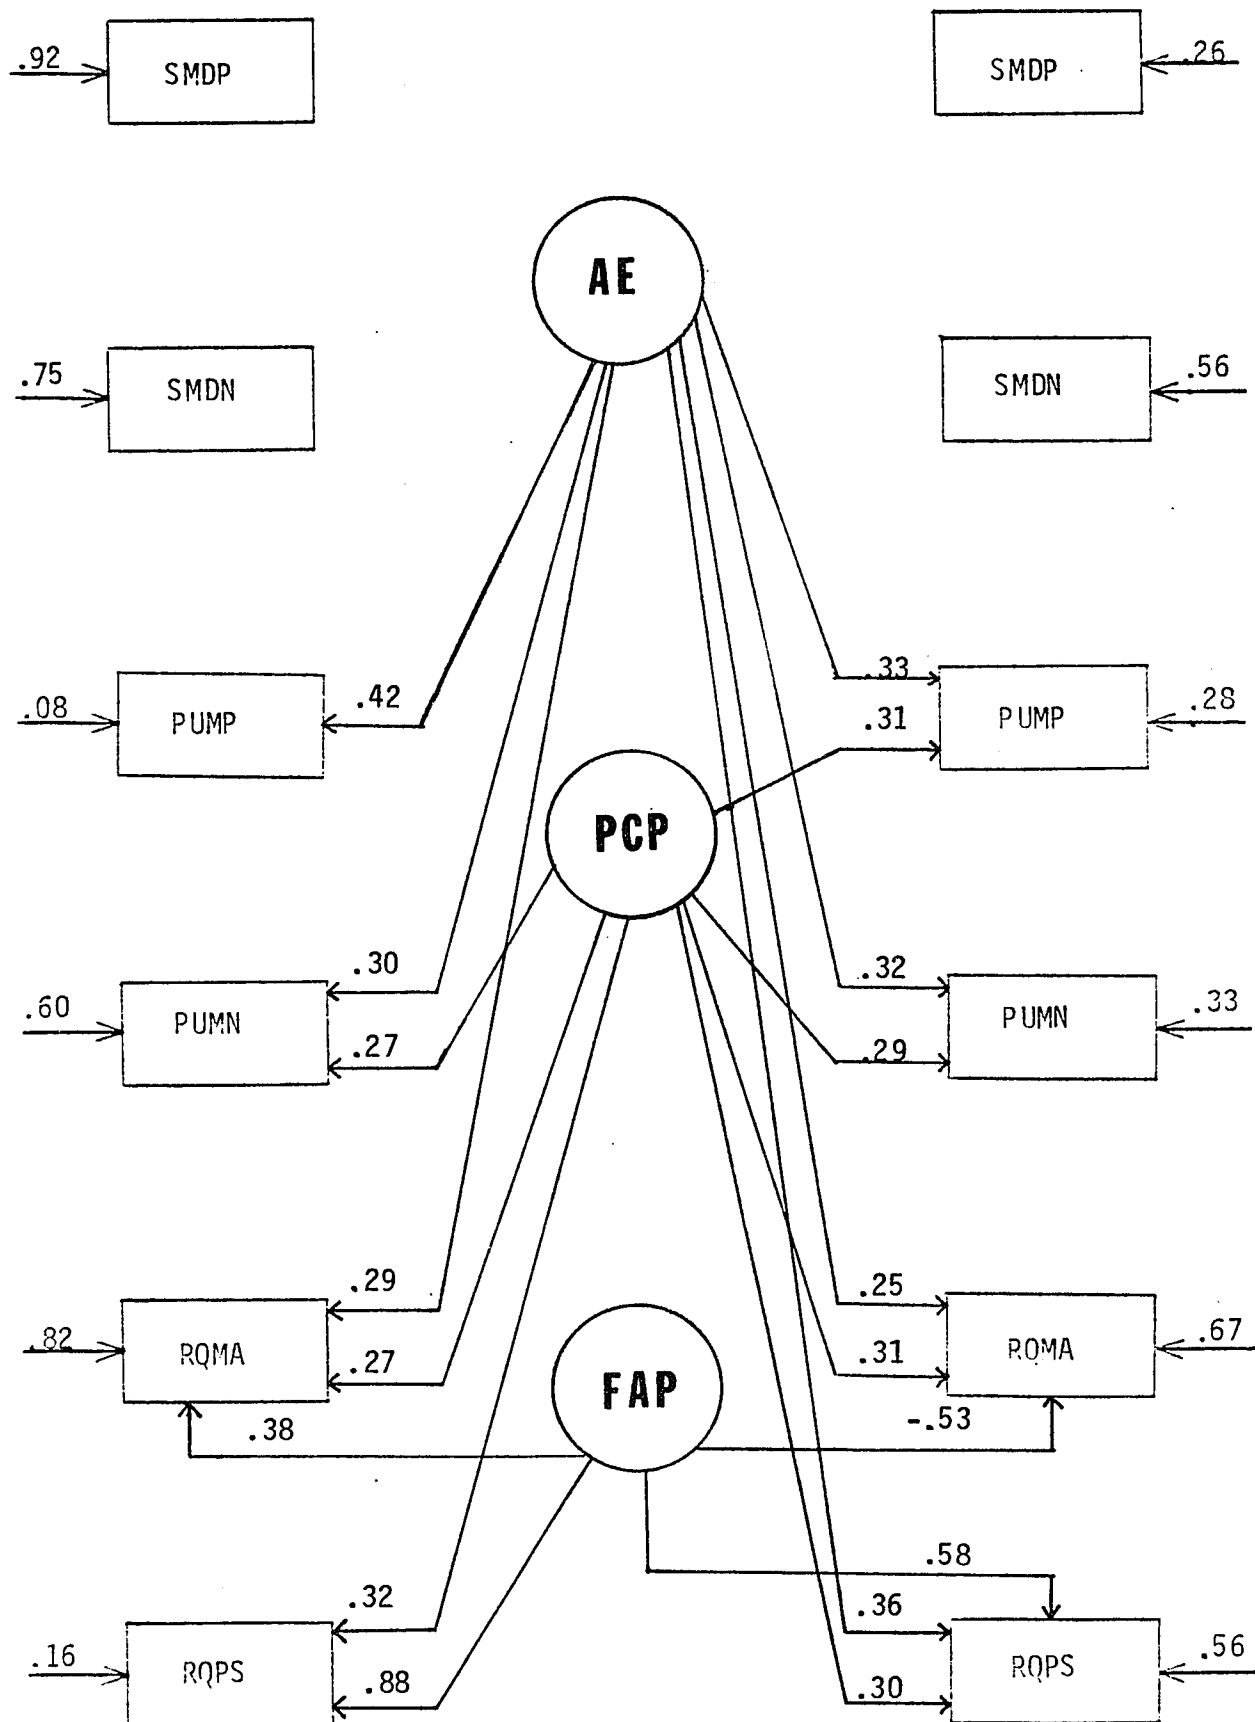 .92
SMDP
SMDP
.26
AE
.75
SMDN
SMDN
.56
.08
PUMP
.42
.33
.31
PUMP
.28
PCP
.60
PUMN
.30
.27
.32
.29
PUMN
.33
.82
RQMA
.29
.27
.38
FAP
.25
.31
-.53
RQMA
.67
.16
RQPS
.32
.88
.58
.36
.30
RQPS
.56